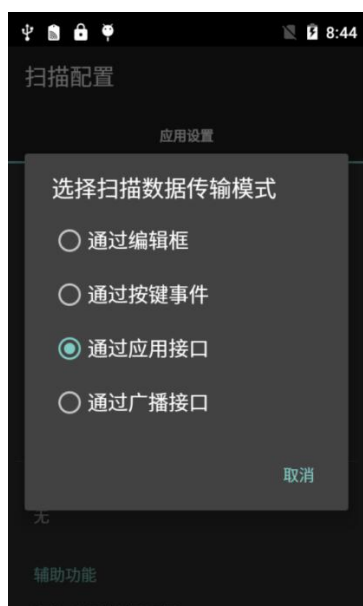 8:44
扫描配置
应用设置
选择扫描数据传输模式
通过编辑框
通过按键事件
通过应用接口
通过广播接口
取消
无
辅助功能